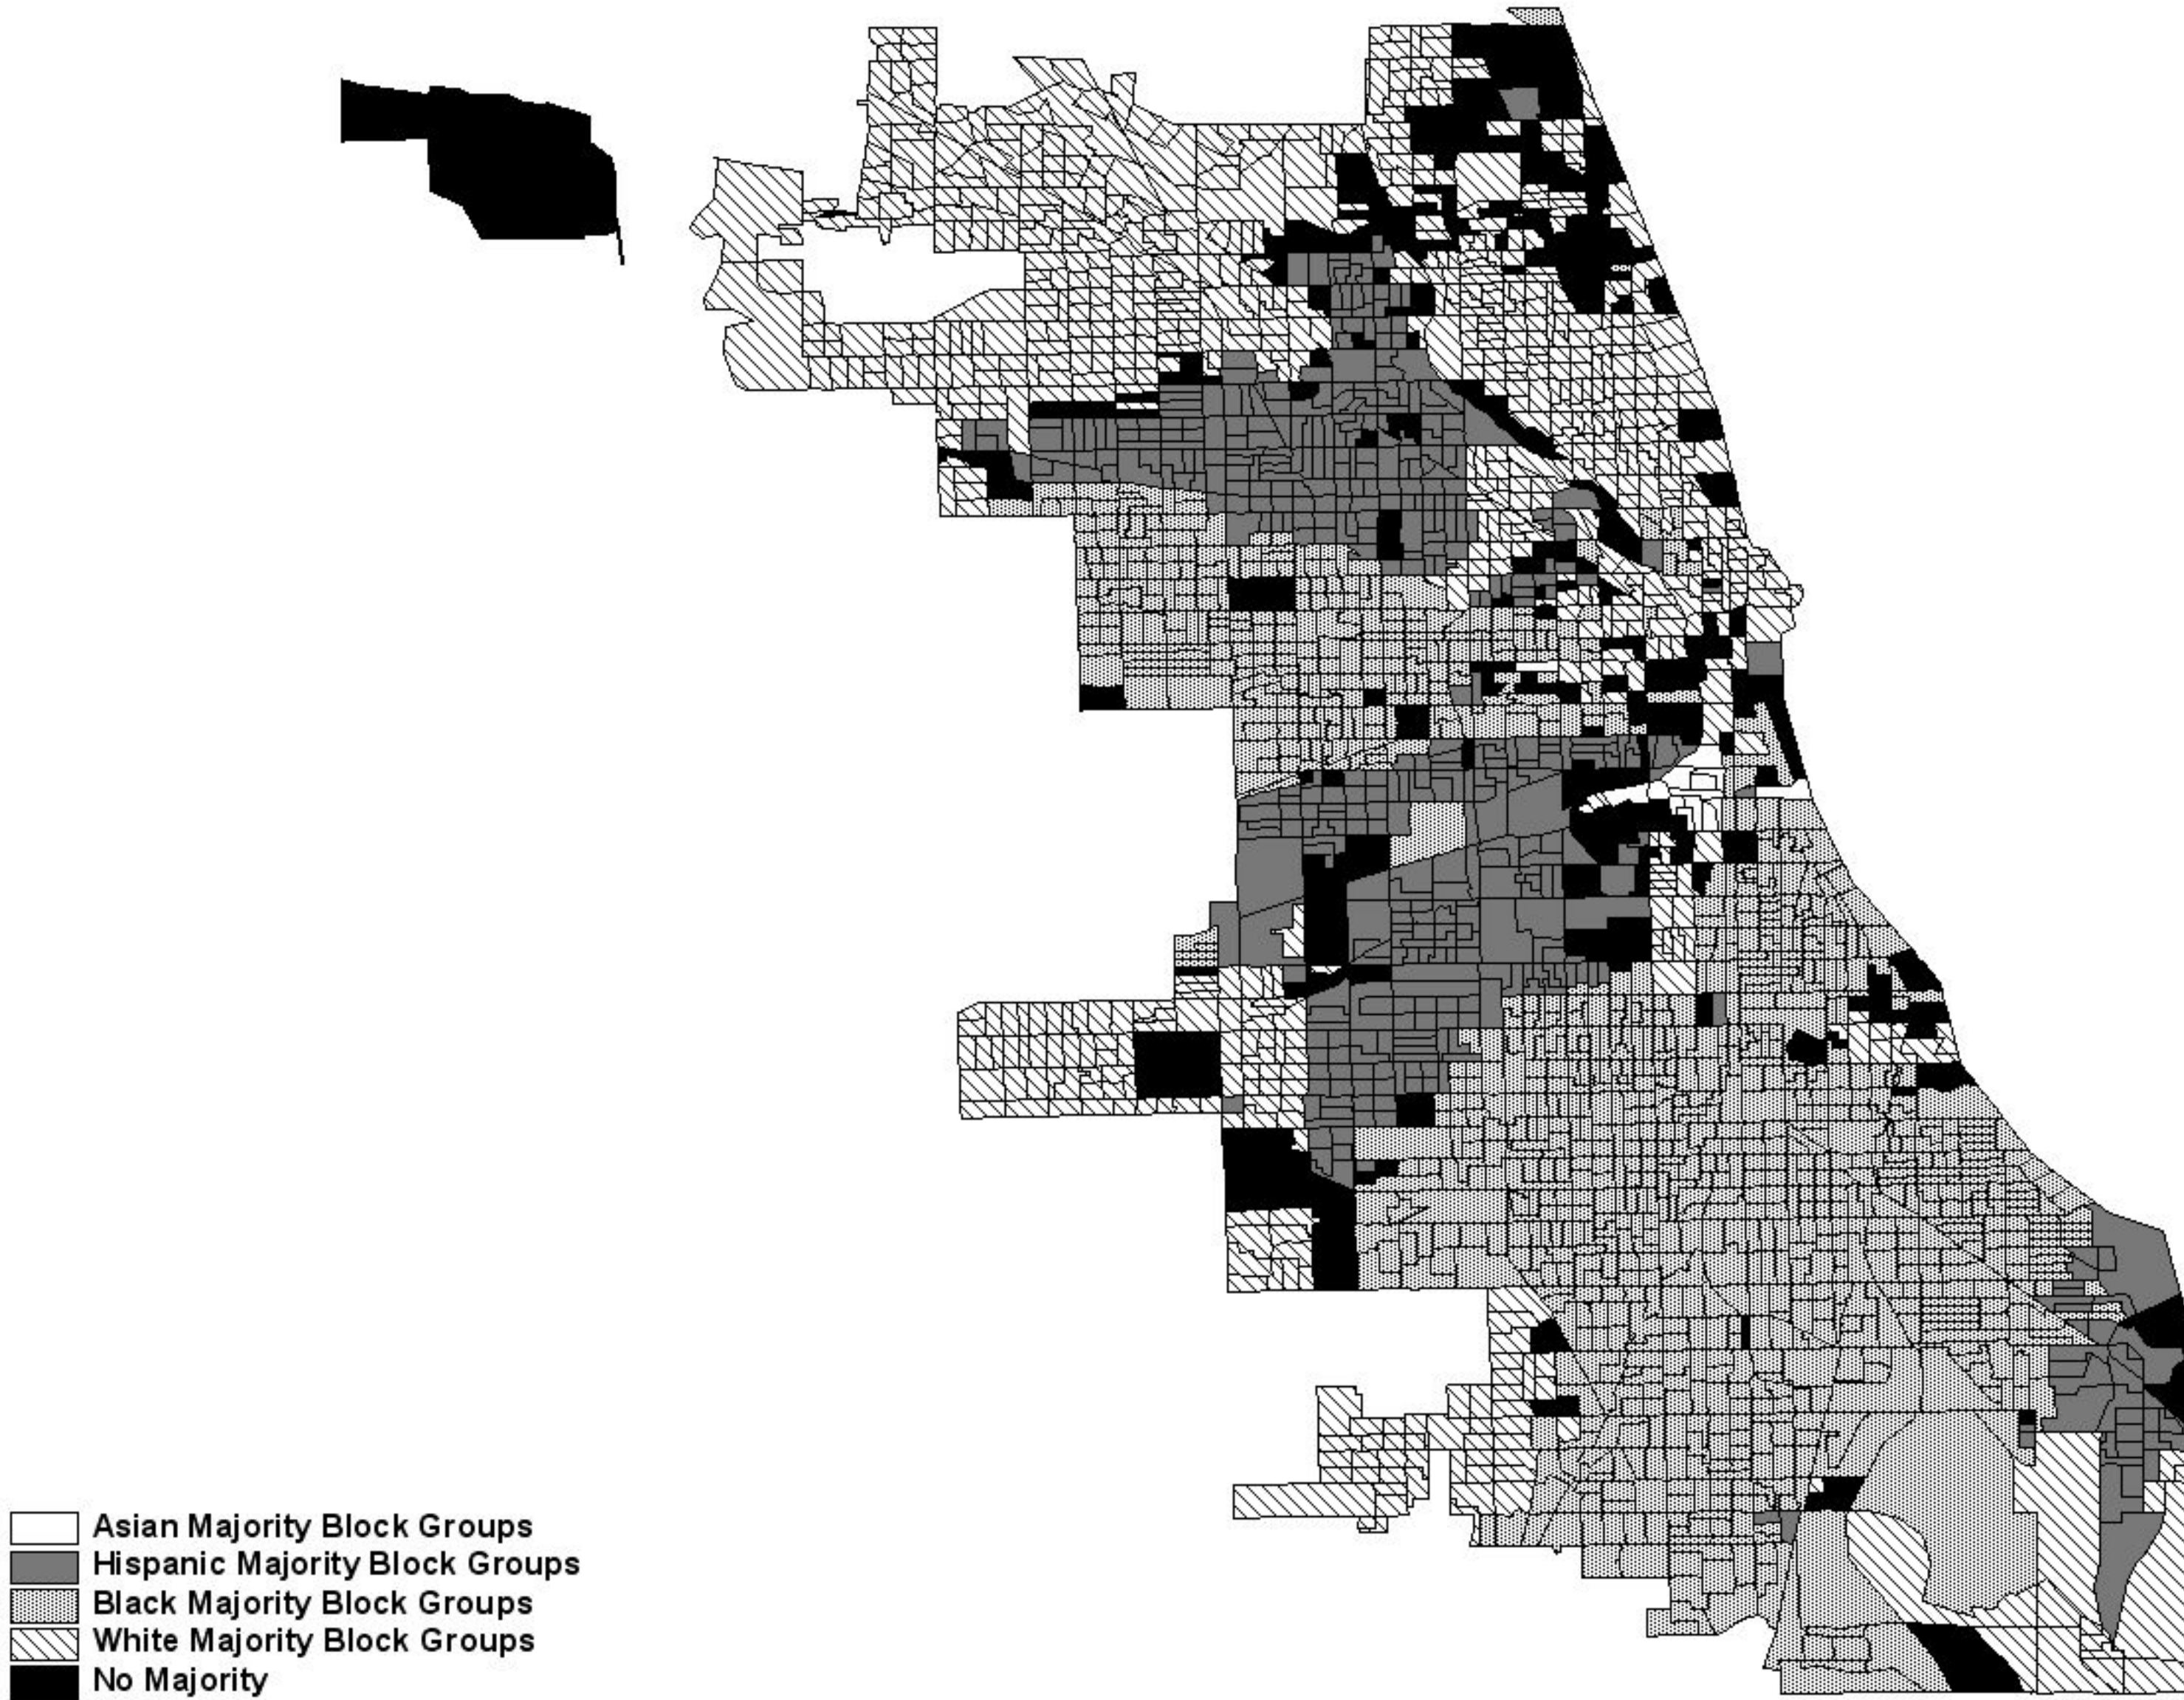 Asian Majority Block Groups
Hispanic Majority Block Groups
Black Majority Block Groups
White Majority Block Groups
No Majority